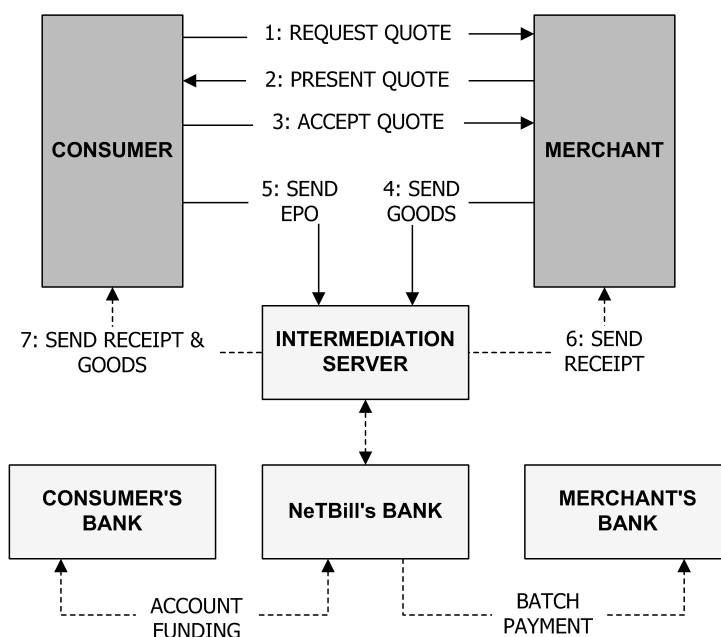 1: REQUEST QUOTE
2: PRESENT QUOTE
3: ACCEPT QUOTE
CONSUMER
MERCHANT
5: SEND
EPO
4: SEND
GOODS
7: SEND RECEIPT &
GOODS
INTERMEDIATION
SERVER
6: SEND
RECEIPT
CONSUMER'S
BANK
NeTBill's BANK
MERCHANT'S
BANK
ACCOUNT
FUNDING
BATCH
PAYMENT